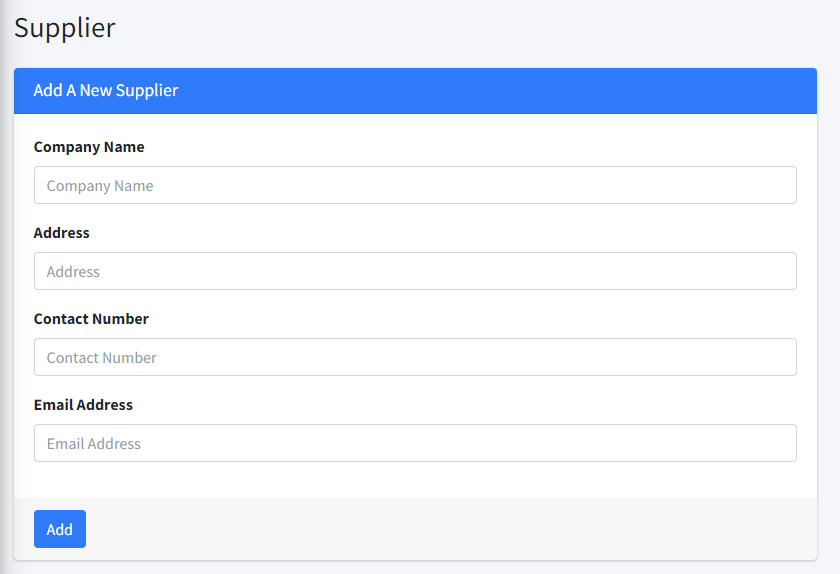 Supplier
Add A New Supplier
Company Name
Company Name
Address
Address
Contact Number
Contact Number
Email Address
Email Address
Add